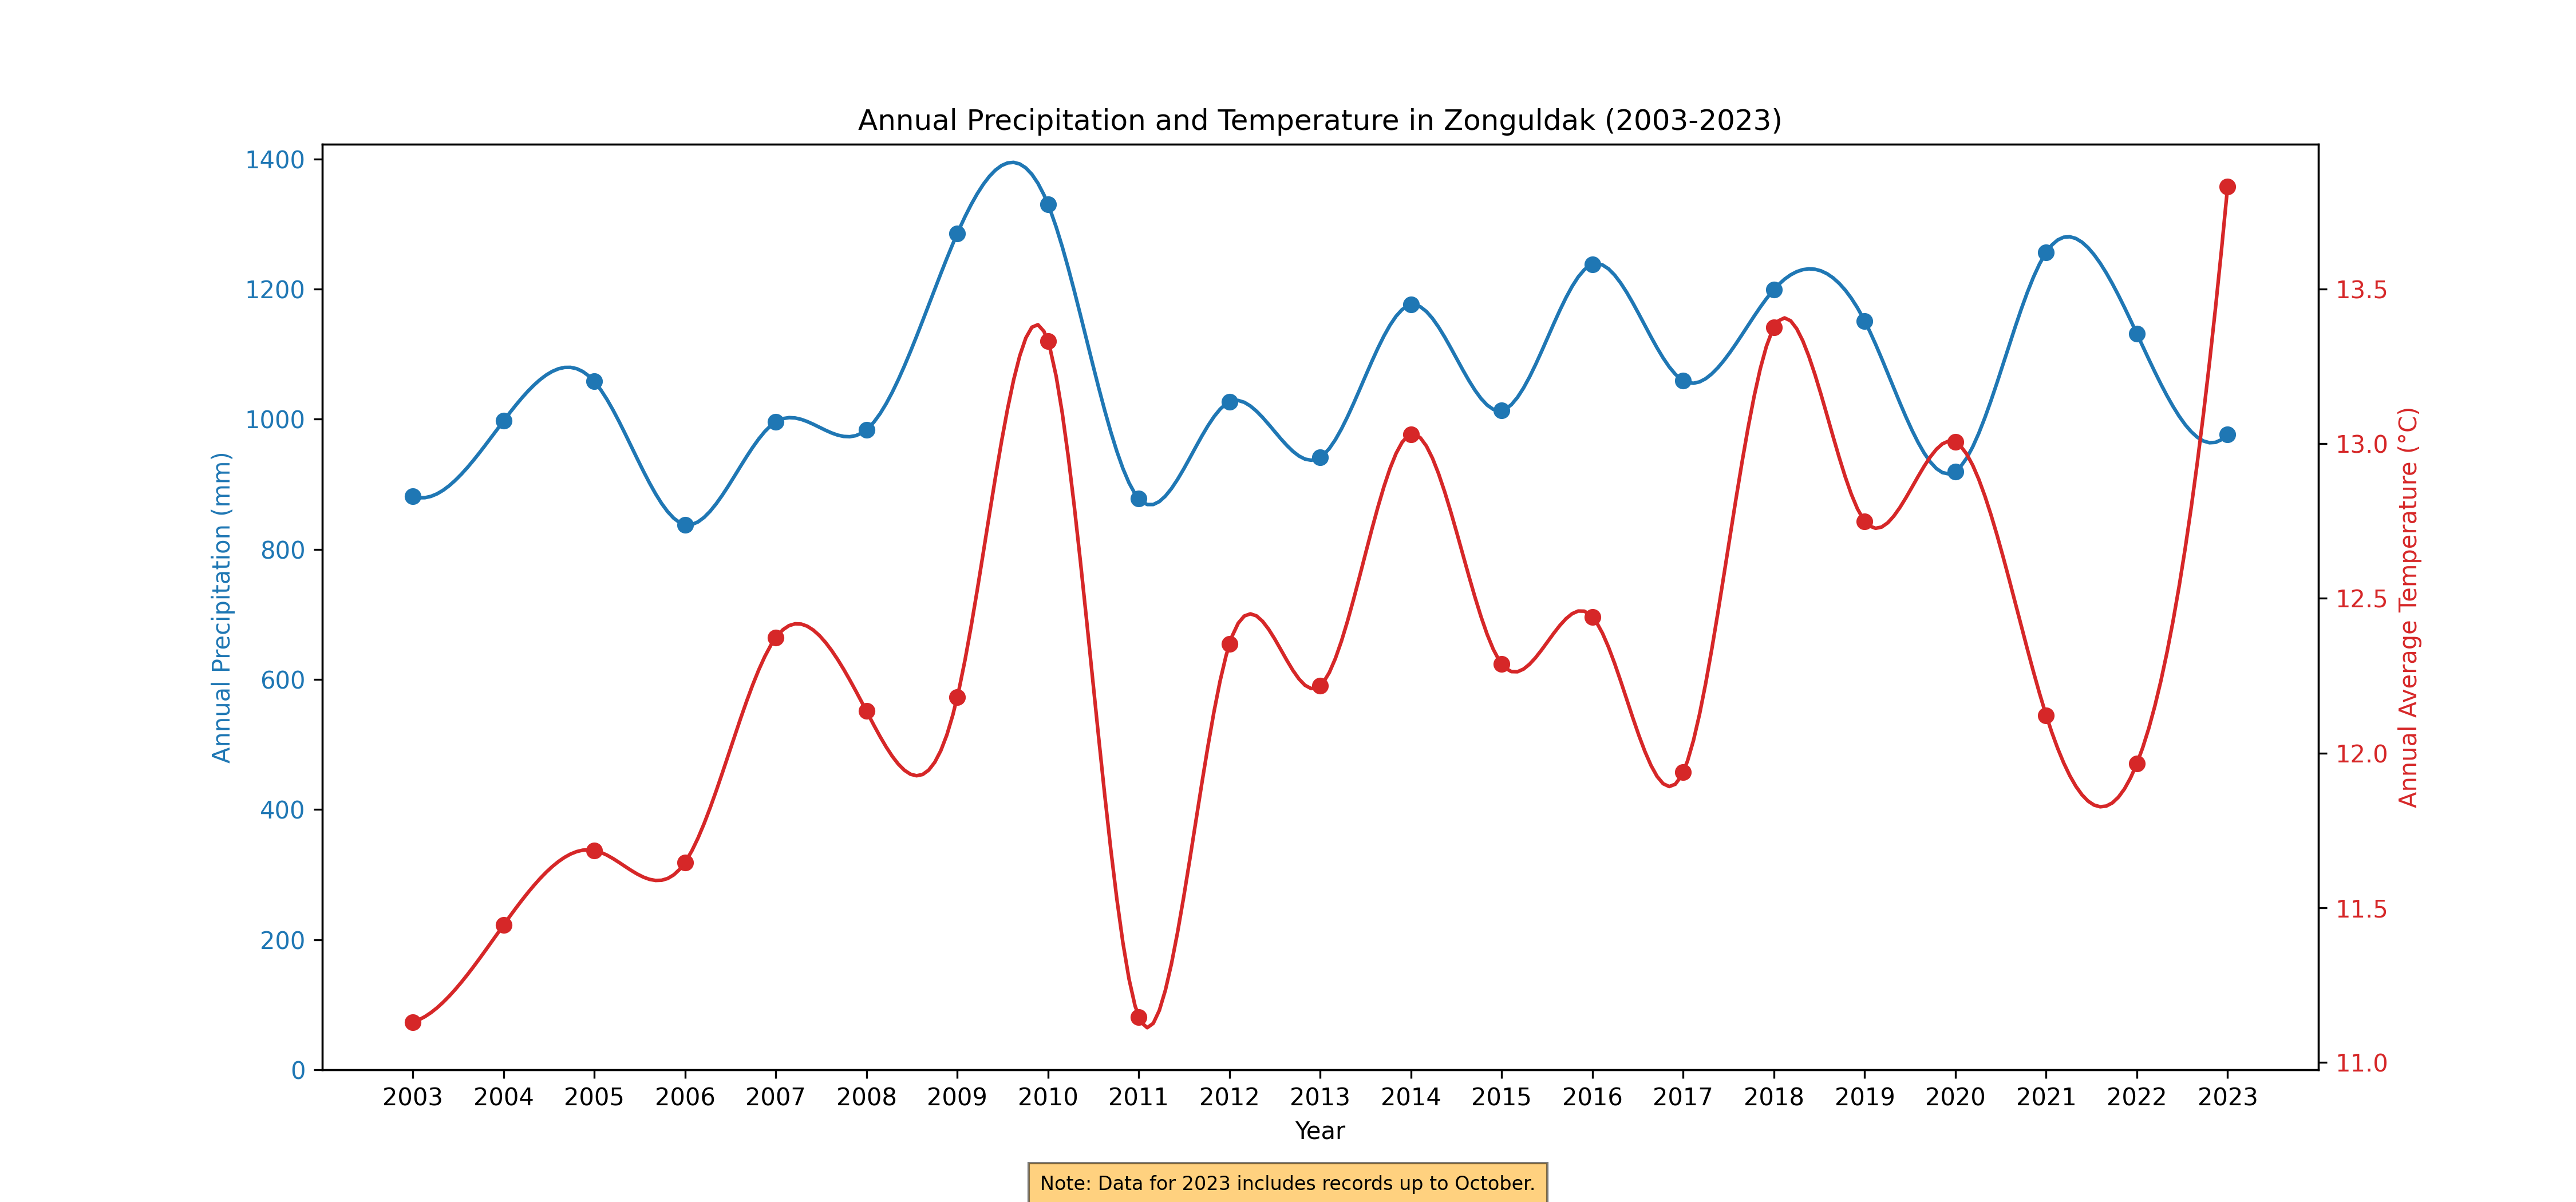 Annual Precipitation and Temperature in Zonguldak (2003-2023)
1400
1200
1000
800
600
400
200
0
Annual Precipitation (mm)
13.5
13.0
12.5
12.0
11.5
11.0
Annual Average Temperature (°C)
2003 2004 2005 2006 2007 2008 2009 2010 2011 2012 2013 2014 2015 2016 2017 2018 2019 2020 2021 2022 2023
Year
Note: Data for 2023 includes records up to October.